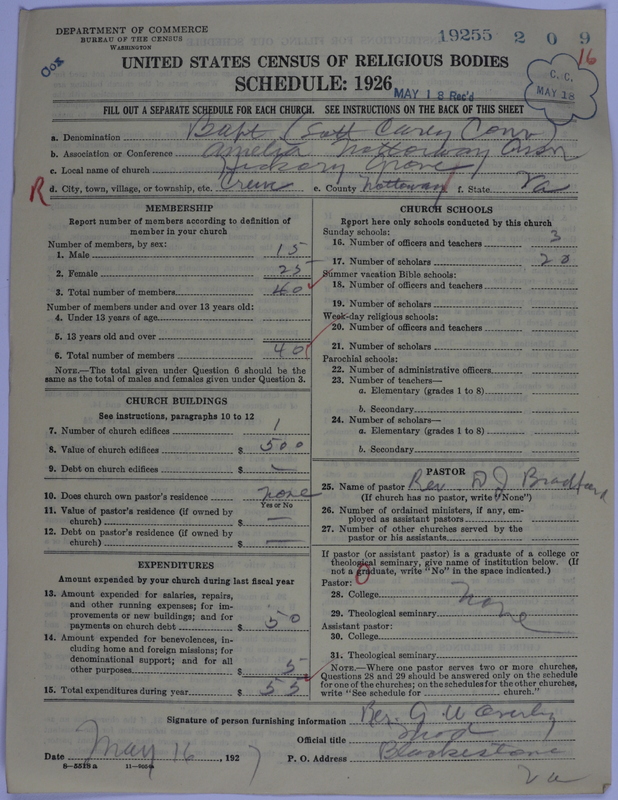 DEPARTMENT OF COMMERCE
BUREAU OF THE CENSUS
WASHINGTON
19255 2 0 9
16
UNITED STATES CENSUS OF RELIGIOUS BODIES
SCHEDULE: 1926
MAY 18 Rec'd
C. C.
MAY 18
FILL OUT A SEPARATE SCHEDULE FOR EACH CHURCH. SEE INSTRUCTIONS ON THE BACK OF THIS SHEET
a. Denomination Bapt (Lott Carey Conv)
b. Association or Conference Amelia Nottoway Assn
c. Local name of church Hickory Grove
R d. City, town, village, or township, etc. Crewe e. County Nottoway f. State Va
MEMBERSHIP
Report number of members according to definition of
member in your church
Number of members, by sex:
1. Male 15
2. Female 25
3. Total number of members 40
Number of members under and over 13 years old:
4. Under 13 years of age
5. 13 years old and over
6. Total number of members 40
NOTE.—The total given under Question 6 should be the
same as the total of males and females given under Question 3.
CHURCH BUILDINGS
See instructions, paragraphs 10 to 12
7. Number of church edifices 1
8. Value of church edifices $ 500
9. Debt on church edifices $ —
10. Does church own pastor's residence none
Yes or No
11. Value of pastor's residence (if owned by
church) $ —
12. Debt on pastor's residence (if owned by
church) $ —
EXPENDITURES
Amount expended by your church during last fiscal year
13. Amount expended for salaries, repairs,
and other running expenses; for im-
provements or new buildings; and for
payments on church debt $ 50
14. Amount expended for benevolences, in-
cluding home and foreign missions; for
denominational support; and for all
other purposes $ 5
15. Total expenditures during year $ 55
CHURCH SCHOOLS
Report here only schools conducted by this church
Sunday schools:
16. Number of officers and teachers 3
17. Number of scholars 20
Summer vacation Bible schools:
18. Number of officers and teachers
19. Number of scholars
Week-day religious schools:
20. Number of officers and teachers
21. Number of scholars
Parochial schools:
22. Number of administrative officers
23. Number of teachers—
a. Elementary (grades 1 to 8)
b. Secondary
24. Number of scholars—
a. Elementary (grades 1 to 8)
b. Secondary
PASTOR
25. Name of pastor Rev. D J Bradford
(If church has no pastor, write "None")
26. Number of ordained ministers, if any, em-
ployed as assistant pastors
27. Number of other churches served by the
pastor or his assistants
If pastor (or assistant pastor) is a graduate of a college or
theological seminary, give name of institution below. (If
not a graduate, write "No" in the space indicated.)
Pastor: 0
28. College none
29. Theological seminary
Assistant pastor:
30. College
31. Theological seminary
NOTE.—Where one pastor serves two or more churches,
Questions 28 and 29 should be answered only on the schedule
for one of the churches; on the schedules for the other churches,
write "See schedule for church."
Signature of person furnishing information Rev. G W Overby
Official title Mod
Date May 16, 1927 P. O. Address Blackstone
Va
8-5518 a